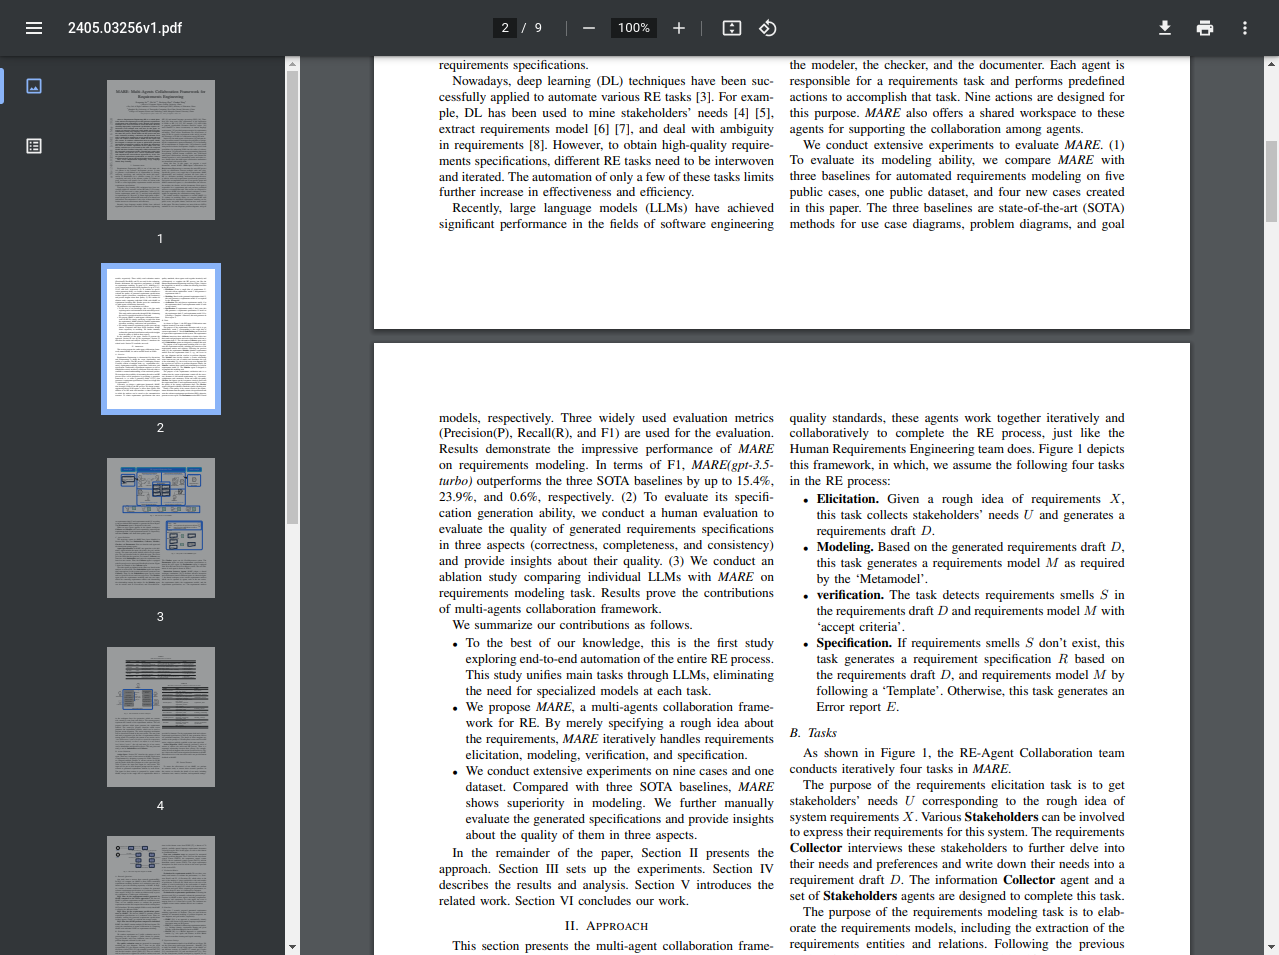 2405.03256v1.pdf
2 / 9
100%
1
2
3
4
requirements specifications.
Nowadays, deep learning (DL) techniques have been suc-
cessfully applied to automate various RE tasks [3]. For exam-
ple, DL has been used to mine stakeholders' needs [4] [5],
extract requirements model [6] [7], and deal with ambiguity
in requirements [8]. However, to obtain high-quality require-
ments specifications, different RE tasks need to be interwoven
and iterated. The automation of only a few of these tasks limits
further increase in effectiveness and efficiency.
Recently, large language models (LLMs) have achieved
significant performance in the fields of software engineering
the modeler, the checker, and the documenter. Each agent is
responsible for a requirements task and performs predefined
actions to accomplish that task. Nine actions are designed for
this purpose. MARE also offers a shared workspace to these
agents for supporting the collaboration among agents.
We conduct extensive experiments to evaluate MARE. (1)
To evaluate its modeling ability, we compare MARE with
three baselines for automated requirements modeling on five
public cases, one public dataset, and four new cases created
in this paper. The three baselines are state-of-the-art (SOTA)
methods for use case diagrams, problem diagrams, and goal
models, respectively. Three widely used evaluation metrics
(Precision(P), Recall(R), and F1) are used for the evaluation.
Results demonstrate the impressive performance of MARE
on requirements modeling. In terms of F1, MARE(gpt-3.5-
turbo) outperforms the three SOTA baselines by up to 15.4%,
23.9%, and 0.6%, respectively. (2) To evaluate its specifi-
cation generation ability, we conduct a human evaluation to
evaluate the quality of generated requirements specifications
in three aspects (correctness, completeness, and consistency)
and provide insights about their quality. (3) We conduct an
ablation study comparing individual LLMs with MARE on
requirements modeling task. Results prove the contributions
of multi-agents collaboration framework.
We summarize our contributions as follows.
• To the best of our knowledge, this is the first study
exploring end-to-end automation of the entire RE process.
This study unifies main tasks through LLMs, eliminating
the need for specialized models at each task.
• We propose MARE, a multi-agents collaboration frame-
work for RE. By merely specifying a rough idea about
the requirements, MARE iteratively handles requirements
elicitation, modeling, verification, and specification.
• We conduct extensive experiments on nine cases and one
dataset. Compared with three SOTA baselines, MARE
shows superiority in modeling. We further manually
evaluate the generated specifications and provide insights
about the quality of them in three aspects.
In the remainder of the paper, Section II presents the
approach. Section III sets up the experiments. Section IV
describes the results and analysis. Section V introduces the
related work. Section VI concludes our work.
II. APPROACH
This section presents the multi-agent collaboration frame-
quality standards, these agents work together iteratively and
collaboratively to complete the RE process, just like the
Human Requirements Engineering team does. Figure 1 depicts
this framework, in which, we assume the following four tasks
in the RE process:
• Elicitation. Given a rough idea of requirements X,
this task collects stakeholders' needs U and generates a
requirements draft D.
• Modeling. Based on the generated requirements draft D,
this task generates a requirements model M as required
by the 'Metamodel'.
• verification. The task detects requirements smells S in
the requirements draft D and requirements model M with
'accept criteria'.
• Specification. If requirements smells S don't exist, this
task generates a requirement specification R based on
the requirements draft D, and requirements model M by
following a 'Template'. Otherwise, this task generates an
Error report E.
B. Tasks
As shown in Figure 1, the RE-Agent Collaboration team
conducts iteratively four tasks in MARE.
The purpose of the requirements elicitation task is to get
stakeholders' needs U corresponding to the rough idea of
system requirements X. Various Stakeholders can be involved
to express their requirements for this system. The requirements
Collector interviews these stakeholders to further delve into
their needs and preferences and write down their needs into a
requirement draft D. The information Collector agent and a
set of Stakeholders agents are designed to complete this task.
The purpose of the requirements modeling task is to elab-
orate the requirements models, including the extraction of the
requirements entities and relations. Following the previous